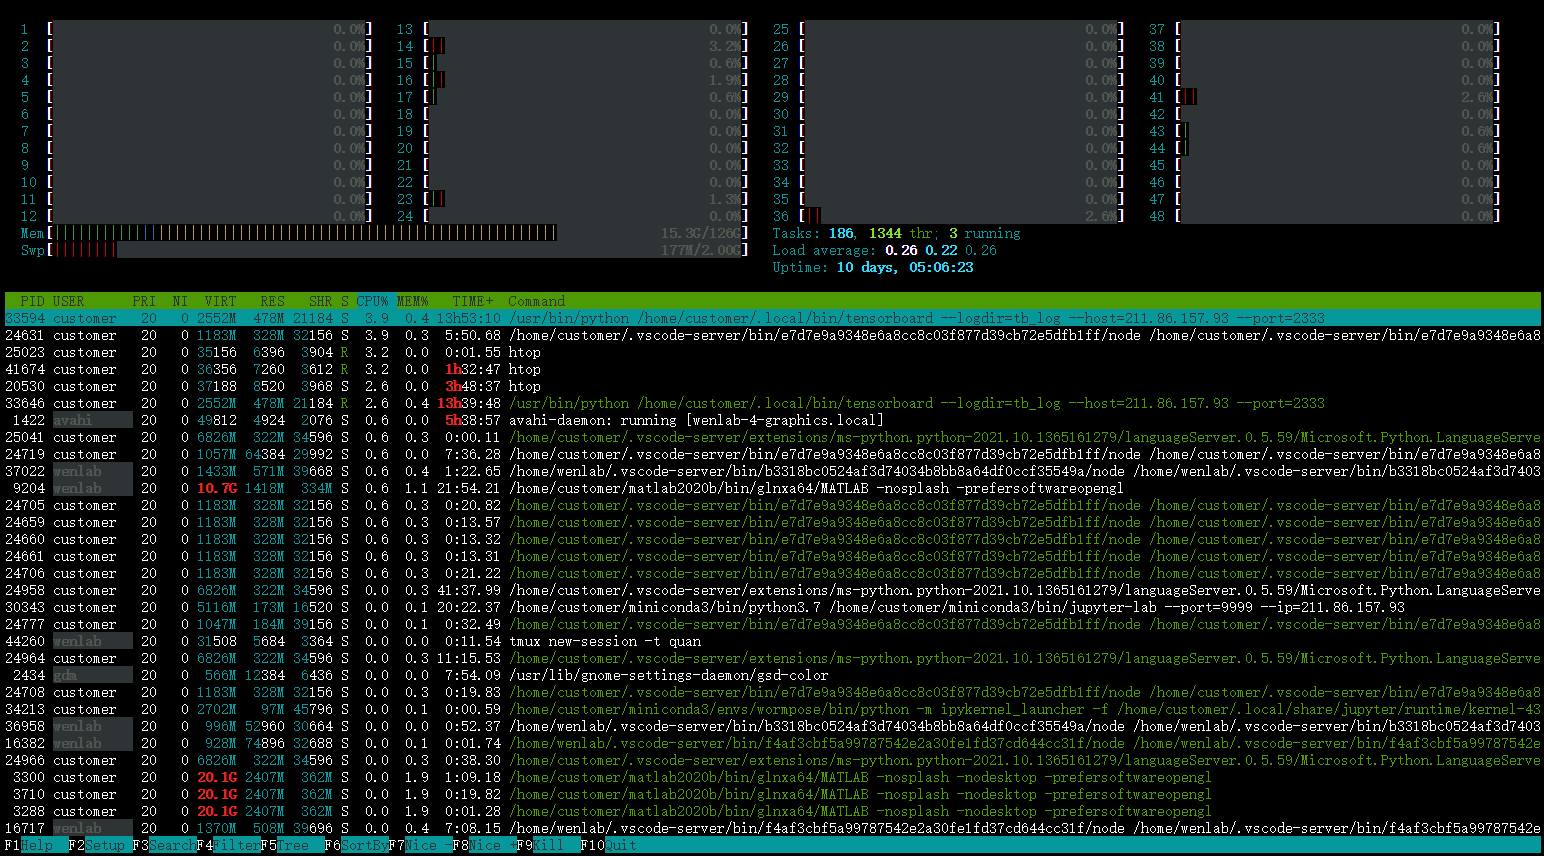 1 [ 0.0%] 13 [ 0.0%] 25 [ 0.0%] 37 [ 0.0%]
2 [ 0.0%] 14 [|| 3.2%] 26 [ 0.0%] 38 [ 0.0%]
3 [ 0.0%] 15 [| 0.6%] 27 [ 0.0%] 39 [ 0.0%]
4 [ 0.0%] 16 [|| 1.9%] 28 [ 0.0%] 40 [ 0.0%]
5 [ 0.0%] 17 [| 0.6%] 29 [ 0.0%] 41 [|| 2.6%]
6 [ 0.0%] 18 [ 0.0%] 30 [ 0.0%] 42 [ 0.0%]
7 [ 0.0%] 19 [ 0.0%] 31 [ 0.0%] 43 [| 0.6%]
8 [ 0.0%] 20 [ 0.0%] 32 [ 0.0%] 44 [| 0.6%]
9 [ 0.0%] 21 [ 0.0%] 33 [ 0.0%] 45 [ 0.0%]
10 [ 0.0%] 22 [ 0.0%] 34 [ 0.0%] 46 [ 0.0%]
11 [ 0.0%] 23 [|| 1.3%] 35 [ 0.0%] 47 [ 0.0%]
12 [ 0.0%] 24 [ 0.0%] 36 [|| 2.6%] 48 [ 0.0%]
Mem[ 15.3G/126G] Tasks: 186, 1344 thr; 3 running
Swp[ 177M/2.00G] Load average: 0.26 0.22 0.26
Uptime: 10 days, 05:06:23
PID USER PRI NI VIRT RES SHR S CPU% MEM% TIME+ Command
33594 customer 20 0 2552M 478M 21184 S 3.9 0.4 13h53:10 /usr/bin/python /home/customer/.local/bin/tensorboard --logdir=tb_log --host=211.86.157.93 --port=2333
24631 customer 20 0 1183M 328M 32156 S 3.9 0.3 5:50.68 /home/customer/.vscode-server/bin/e7d7e9a9348e6a8cc8c03f877d39cb72e5dfb1ff/node /home/customer/.vscode-server/bin/e7d7e9a9348e6a8
25023 customer 20 0 35156 6396 3904 R 3.2 0.0 0:01.55 htop
41674 customer 20 0 36356 7260 3612 R 3.2 0.0 1h32:47 htop
20530 customer 20 0 37188 8520 3968 S 2.6 0.0 3h48:37 htop
33646 customer 20 0 2552M 478M 21184 R 2.6 0.4 13h39:48 /usr/bin/python /home/customer/.local/bin/tensorboard --logdir=tb_log --host=211.86.157.93 --port=2333
1422 avahi 20 0 49812 4924 2076 S 0.6 0.0 5h38:57 avahi-daemon: running [wenlab-4-graphics.local]
25041 customer 20 0 6826M 322M 34596 S 0.6 0.3 0:00.11 /home/customer/.vscode-server/extensions/ms-python.python-2021.10.1365161279/languageServer.0.5.59/Microsoft.Python.LanguageServe
24719 customer 20 0 1057M 64384 29992 S 0.6 0.0 7:36.28 /home/customer/.vscode-server/bin/e7d7e9a9348e6a8cc8c03f877d39cb72e5dfb1ff/node /home/customer/.vscode-server/bin/e7d7e9a9348e6a8
37022 wenlab 20 0 1433M 571M 39668 S 0.6 0.4 1:22.65 /home/wenlab/.vscode-server/bin/b3318bc0524af3d74034b8bb8a64df0ccf35549a/node /home/wenlab/.vscode-server/bin/b3318bc0524af3d7403
9204 wenlab 20 0 10.7G 1418M 334M S 0.6 1.1 21:54.21 /home/customer/matlab2020b/bin/glnxa64/MATLAB -nosplash -prefersoftwareopengl
24705 customer 20 0 1183M 328M 32156 S 0.6 0.3 0:20.82 /home/customer/.vscode-server/bin/e7d7e9a9348e6a8cc8c03f877d39cb72e5dfb1ff/node /home/customer/.vscode-server/bin/e7d7e9a9348e6a8
24659 customer 20 0 1183M 328M 32156 S 0.6 0.3 0:13.57 /home/customer/.vscode-server/bin/e7d7e9a9348e6a8cc8c03f877d39cb72e5dfb1ff/node /home/customer/.vscode-server/bin/e7d7e9a9348e6a8
24660 customer 20 0 1183M 328M 32156 S 0.6 0.3 0:13.32 /home/customer/.vscode-server/bin/e7d7e9a9348e6a8cc8c03f877d39cb72e5dfb1ff/node /home/customer/.vscode-server/bin/e7d7e9a9348e6a8
24661 customer 20 0 1183M 328M 32156 S 0.6 0.3 0:13.31 /home/customer/.vscode-server/bin/e7d7e9a9348e6a8cc8c03f877d39cb72e5dfb1ff/node /home/customer/.vscode-server/bin/e7d7e9a9348e6a8
24706 customer 20 0 1183M 328M 32156 S 0.6 0.3 0:21.22 /home/customer/.vscode-server/bin/e7d7e9a9348e6a8cc8c03f877d39cb72e5dfb1ff/node /home/customer/.vscode-server/bin/e7d7e9a9348e6a8
24958 customer 20 0 6826M 322M 34596 S 0.0 0.3 41:37.99 /home/customer/.vscode-server/extensions/ms-python.python-2021.10.1365161279/languageServer.0.5.59/Microsoft.Python.LanguageServe
30343 customer 20 0 5116M 173M 16520 S 0.0 0.1 20:22.37 /home/customer/miniconda3/bin/python3.7 /home/customer/miniconda3/bin/jupyter-lab --port=9999 --ip=211.86.157.93
24777 customer 20 0 1047M 184M 39156 S 0.0 0.1 0:32.49 /home/customer/.vscode-server/bin/e7d7e9a9348e6a8cc8c03f877d39cb72e5dfb1ff/node /home/customer/.vscode-server/bin/e7d7e9a9348e6a8
44260 wenlab 20 0 31508 5684 3364 S 0.0 0.0 0:11.54 tmux new-session -t quan
24964 customer 20 0 6826M 322M 34596 S 0.0 0.3 11:15.53 /home/customer/.vscode-server/extensions/ms-python.python-2021.10.1365161279/languageServer.0.5.59/Microsoft.Python.LanguageServe
2434 gdm 20 0 566M 12384 6436 S 0.0 0.0 7:54.09 /usr/lib/gnome-settings-daemon/gsd-color
24708 customer 20 0 1183M 328M 32156 S 0.0 0.3 0:19.83 /home/customer/.vscode-server/bin/e7d7e9a9348e6a8cc8c03f877d39cb72e5dfb1ff/node /home/customer/.vscode-server/bin/e7d7e9a9348e6a8
34213 customer 20 0 2702M 97M 45796 S 0.0 0.1 0:00.59 /home/customer/miniconda3/envs/wormpose/bin/python -m ipykernel_launcher -f /home/customer/.local/share/jupyter/runtime/kernel-43
36958 wenlab 20 0 996M 52960 30664 S 0.0 0.0 0:52.37 /home/wenlab/.vscode-server/bin/b3318bc0524af3d74034b8bb8a64df0ccf35549a/node /home/wenlab/.vscode-server/bin/b3318bc0524af3d7403
16382 wenlab 20 0 928M 74896 32688 S 0.0 0.1 0:01.74 /home/wenlab/.vscode-server/bin/f4af3cbf5a99787542e2a30fe1fd37cd644cc31f/node /home/wenlab/.vscode-server/bin/f4af3cbf5a99787542e
24966 customer 20 0 6826M 322M 34596 S 0.0 0.3 0:38.30 /home/customer/.vscode-server/extensions/ms-python.python-2021.10.1365161279/languageServer.0.5.59/Microsoft.Python.LanguageServe
3300 customer 20 0 20.1G 2407M 362M S 0.0 1.9 1:09.18 /home/customer/matlab2020b/bin/glnxa64/MATLAB -nosplash -nodesktop -prefersoftwareopengl
3710 customer 20 0 20.1G 2407M 362M S 0.0 1.9 0:19.82 /home/customer/matlab2020b/bin/glnxa64/MATLAB -nosplash -nodesktop -prefersoftwareopengl
3288 customer 20 0 20.1G 2407M 362M S 0.0 1.9 0:01.28 /home/customer/matlab2020b/bin/glnxa64/MATLAB -nosplash -nodesktop -prefersoftwareopengl
16717 wenlab 20 0 1370M 508M 39696 S 0.0 0.4 7:08.15 /home/wenlab/.vscode-server/bin/f4af3cbf5a99787542e2a30fe1fd37cd644cc31f/node /home/wenlab/.vscode-server/bin/f4af3cbf5a99787542e
F1Help F2Setup F3SearchF4FilterF5Tree F6SortByF7Nice -F8Nice +F9Kill F10Quit